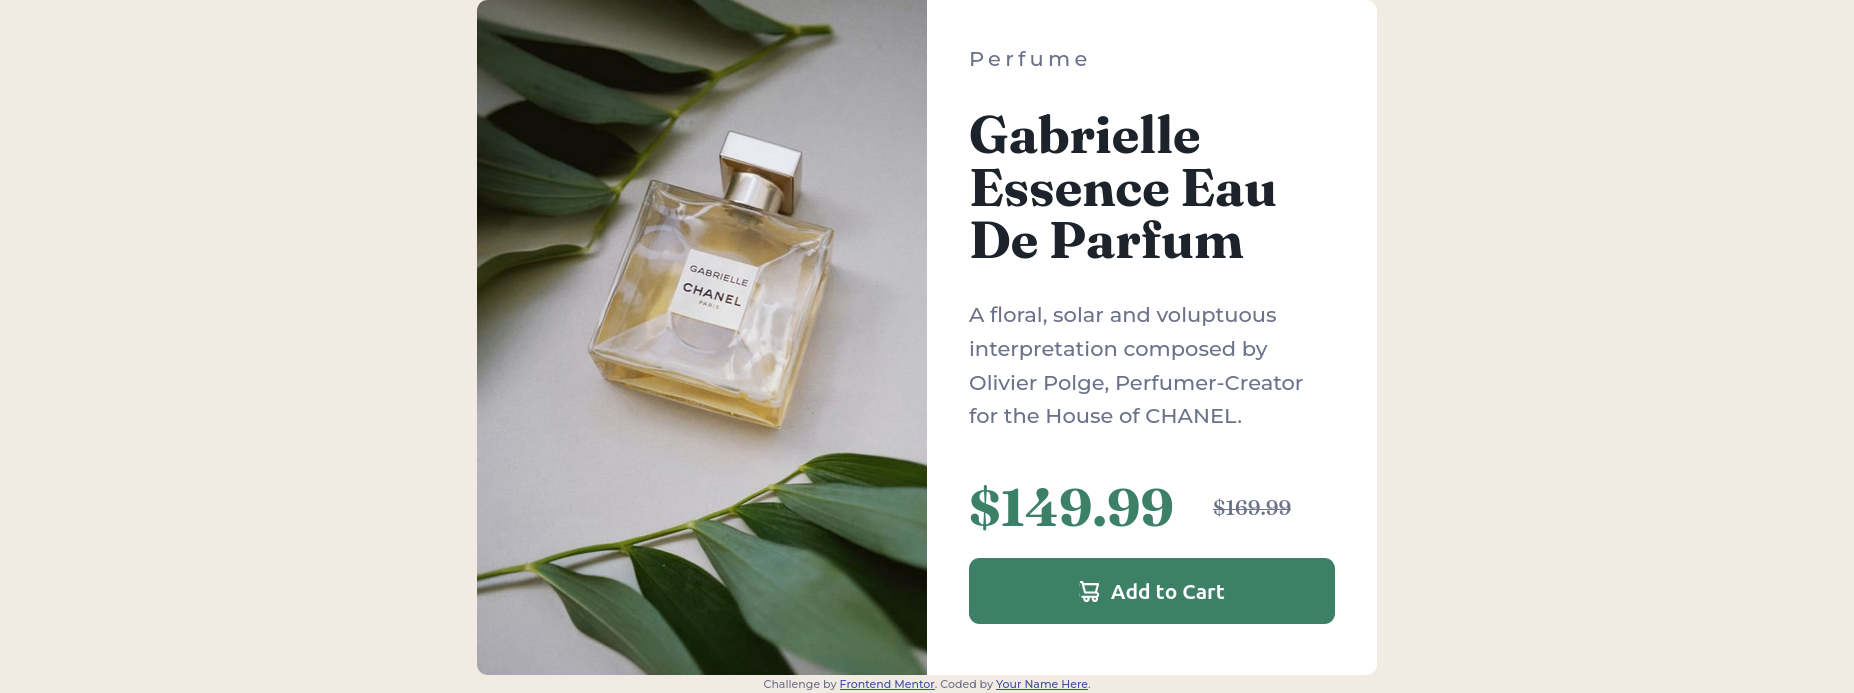 GABRIELLE
CHANEL
PARIS
Perfume
Gabrielle
Essence Eau
De Parfum
A floral, solar and voluptuous
interpretation composed by
Olivier Polge, Perfumer-Creator
for the House of CHANEL.
$149.99 $169.99
Add to Cart
Challenge by Frontend Mentor. Coded by Your Name Here.